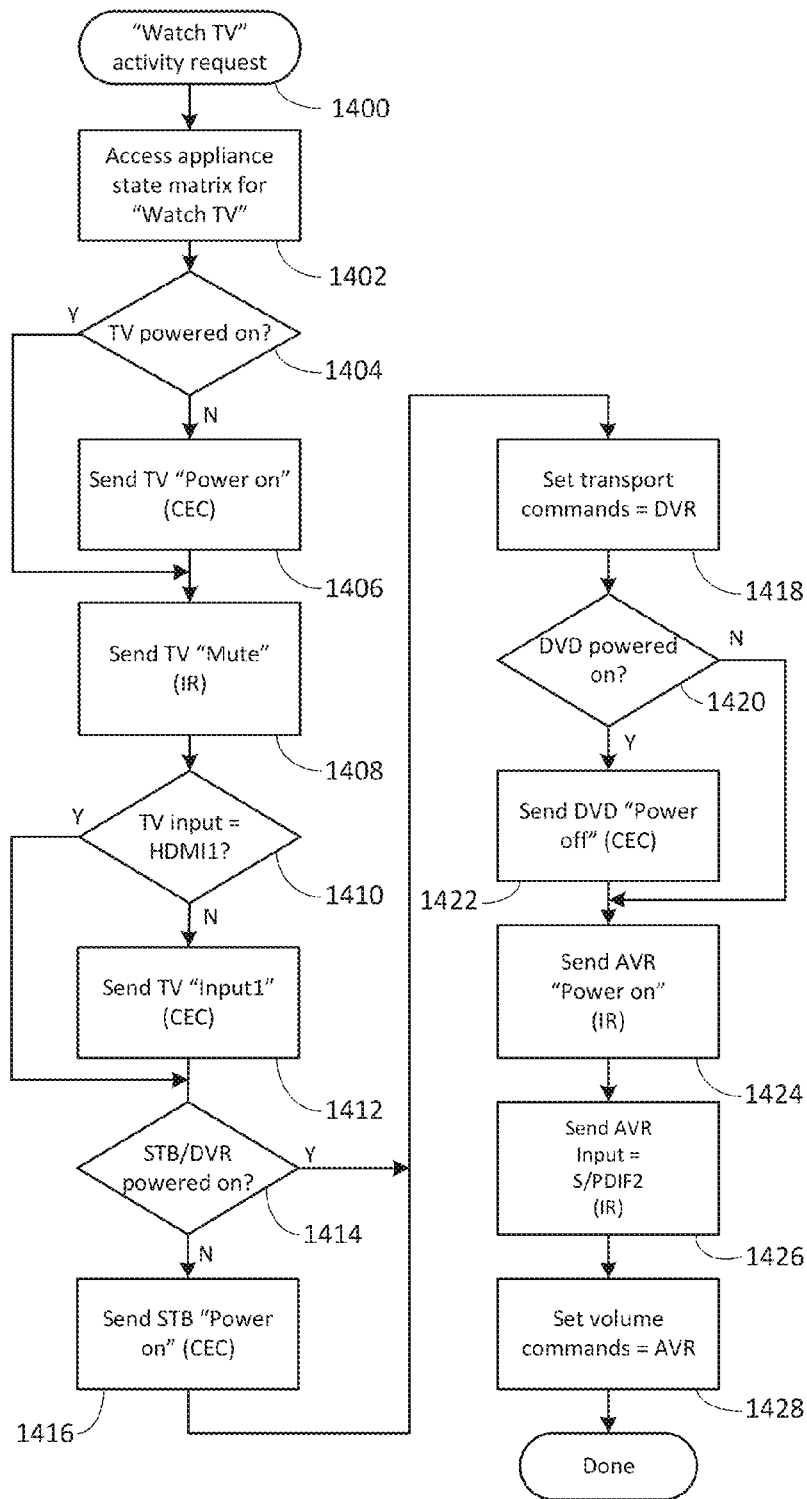 “Watch TV”
activity request
1400
Access appliance
state matrix for
“Watch TV”
1402
Y
TV powered on?
1404
N
Send TV “Power on”
(CEC)
1406
Send TV “Mute”
(IR)
1408
Y
TV input =
HDMI1?
1410
N
Send TV “Input1”
(CEC)
1412
STB/DVR
powered on?
Y
1414
N
Send STB “Power
on” (CEC)
1416
Set transport
commands = DVR
1418
DVD powered
on?
N
1420
Y
Send DVD “Power
off” (CEC)
1422
Send AVR
“Power on”
(IR)
1424
Send AVR
Input =
S/PDIF2
(IR)
1426
Set volume
commands = AVR
1428
Done